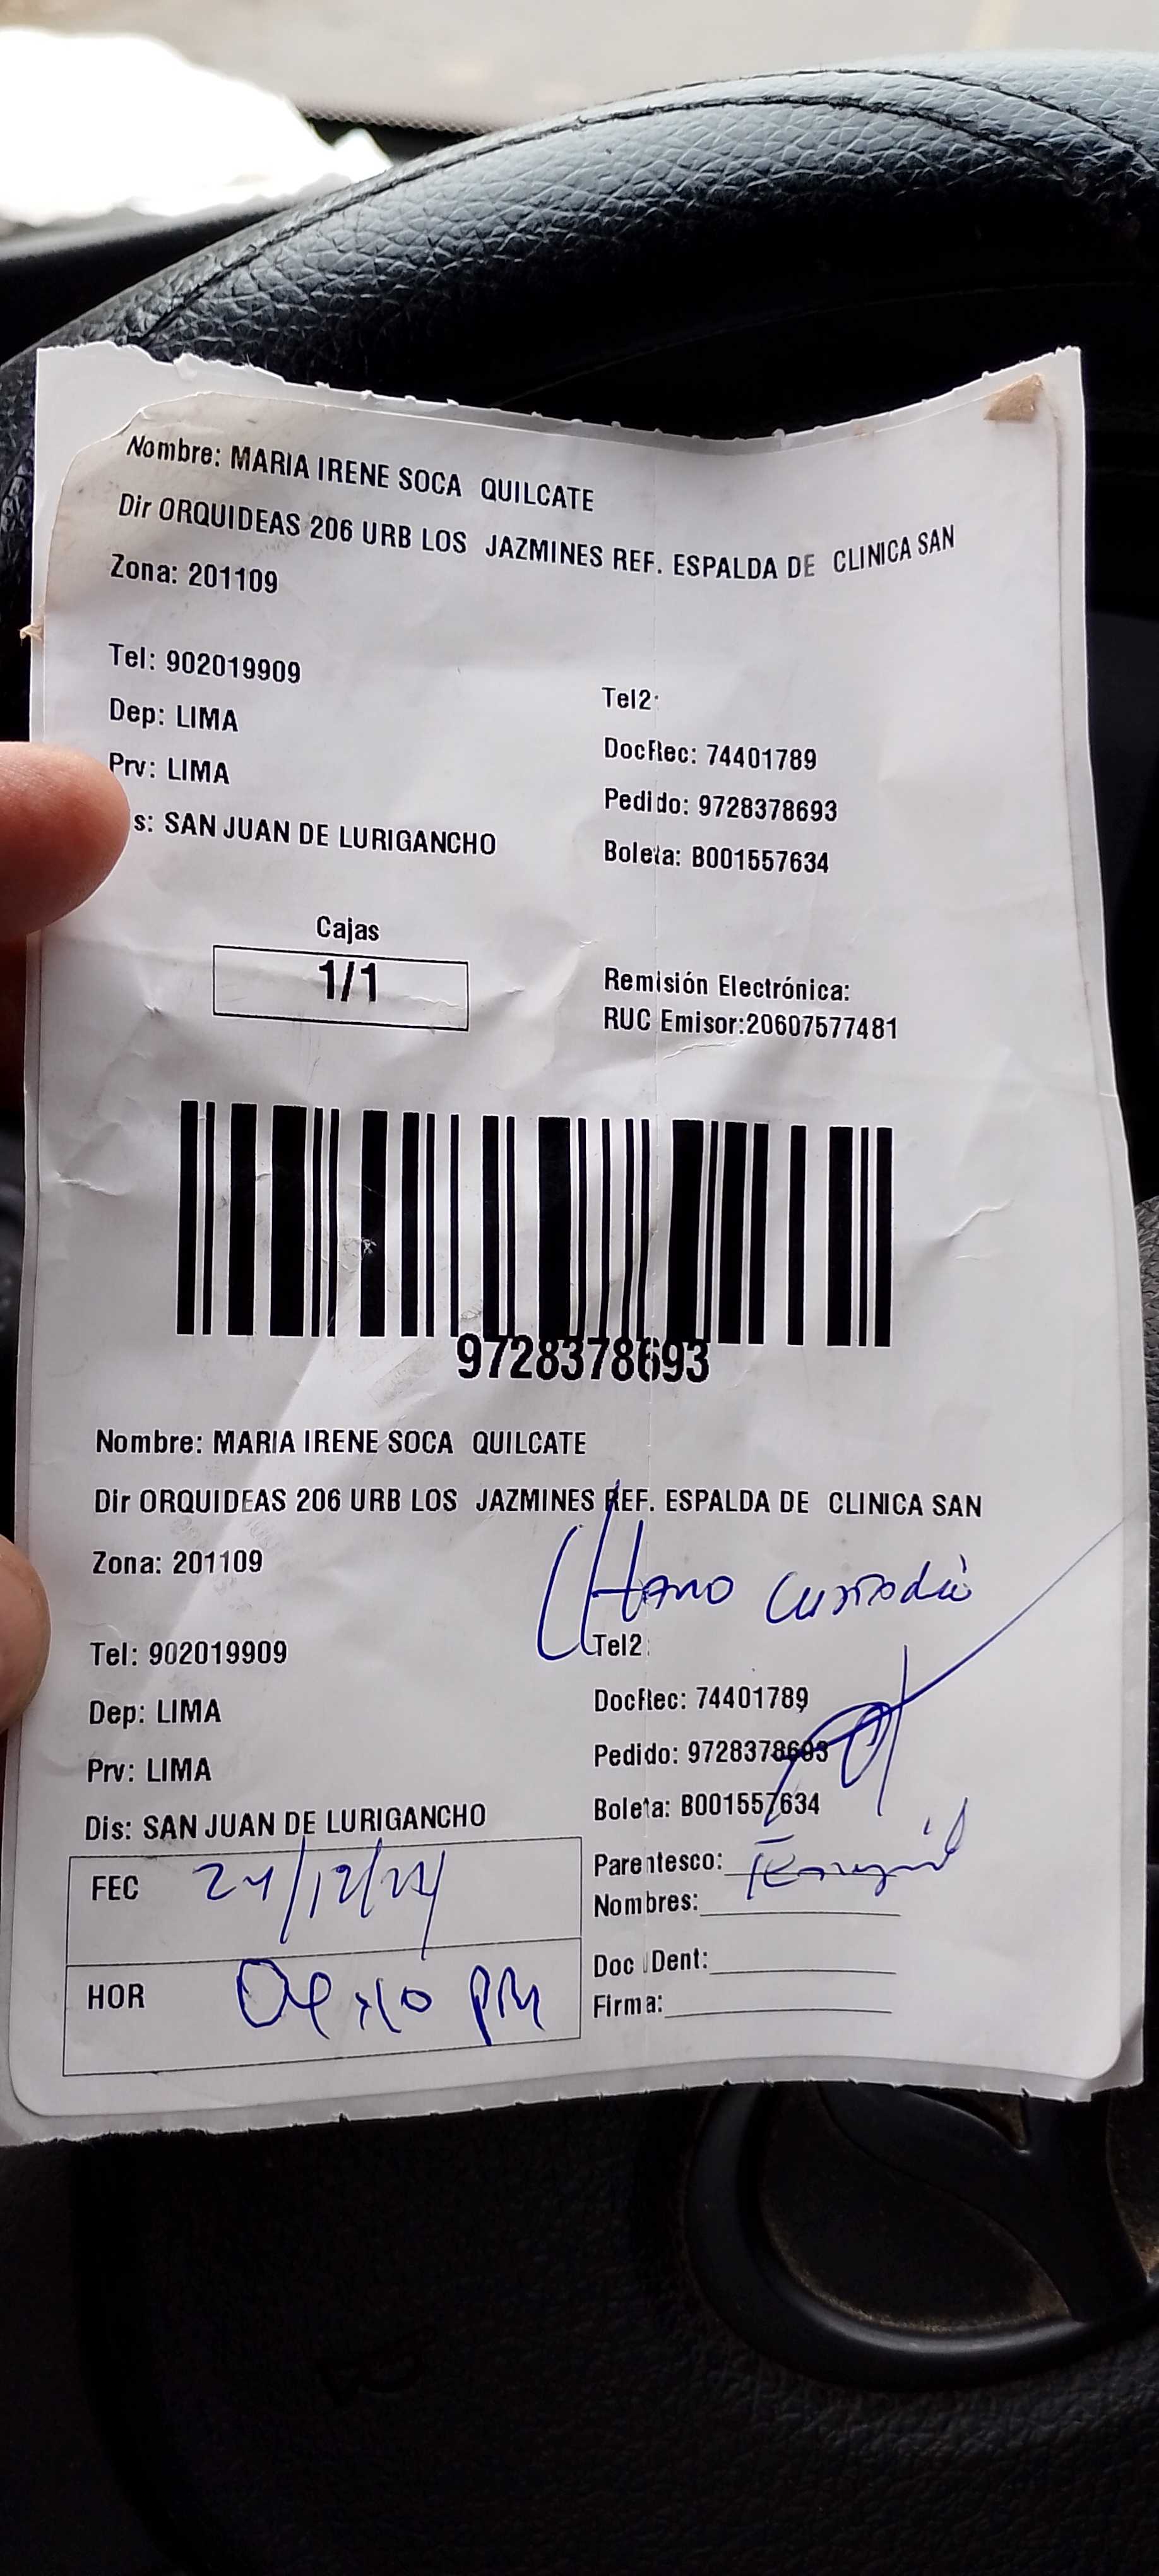 Nombre: MARIA IRENE SOCA QUILCATE
Dir ORQUIDEAS 206 URB LOS JAZMINES REF. ESPALDA DE CLINICA SAN
Zona: 201109
Tel: 902019909
Tel2:
Dep: LIMA
DocRec: 74401789
Prv: LIMA
Pedido: 9728378693
s: SAN JUAN DE LURIGANCHO
Boleta: B001557634
Cajas
1/1
Remisión Electrónica:
RUC Emisor:20607577481
9728378693
Nombre: MARIA IRENE SOCA QUILCATE
Dir ORQUIDEAS 206 URB LOS JAZMINES REF. ESPALDA DE CLINICA SAN
Zona: 201109
Tel: 902019909
Tel2:
Dep: LIMA
DocRec: 74401789
Prv: LIMA
Pedido: 9728378693
Dis: SAN JUAN DE LURIGANCHO
Boleta: B001557634
FEC
Parentesco:
Nombres:
HOR PM
Doc Dent:
Firma: